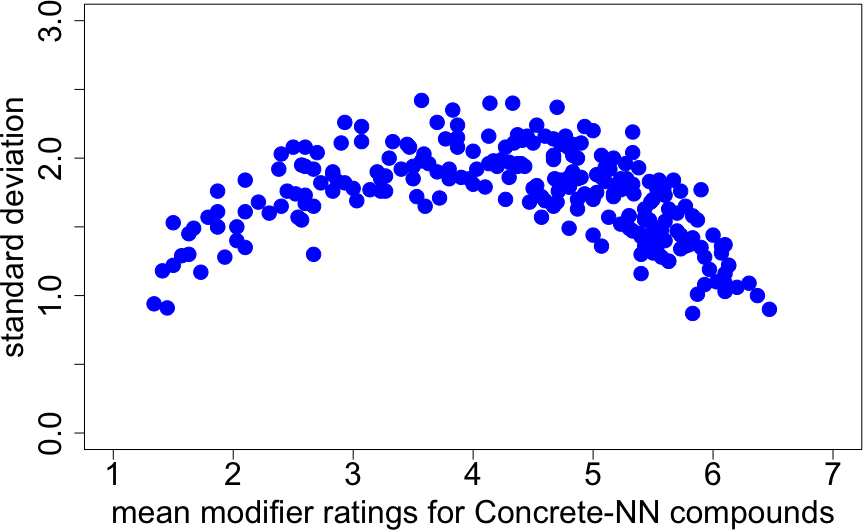 3.0
2.0
1.0
0.0
standard deviation
1 2 3 4 5 6 7
mean modifier ratings for Concrete-NN compounds